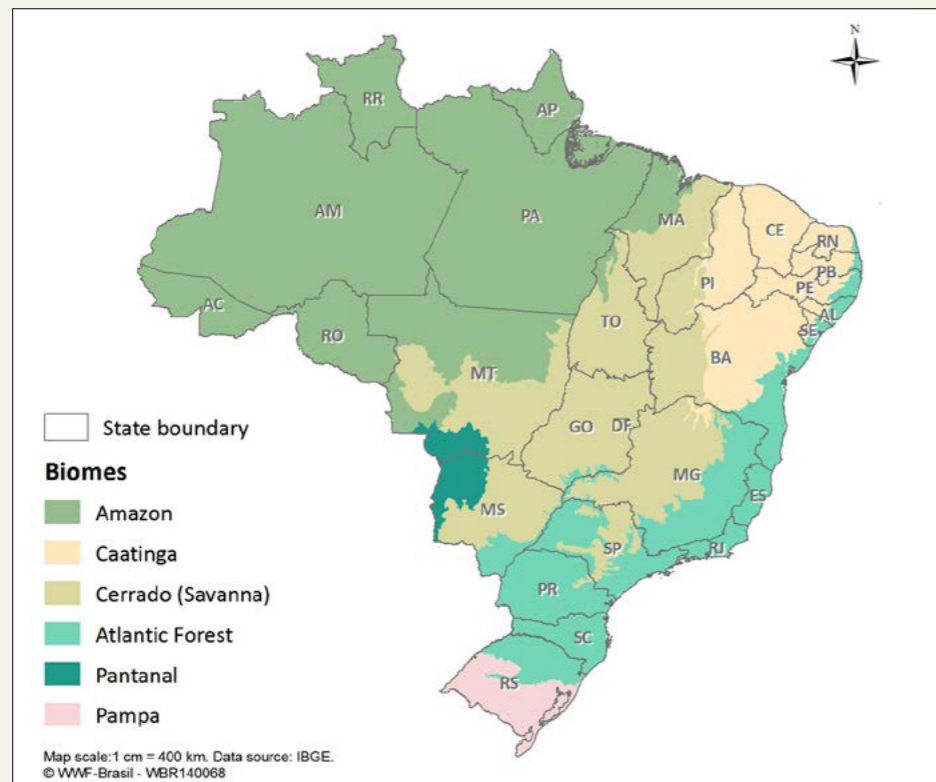 N
RR
AP
AM
PA
MA
CE
RN
PB
PE
PI
AL
SE
AC
RO
TO
BA
MT
GO
DF
MG
MS
ES
SP
RJ
PR
SC
RS
State boundary
Biomes
Amazon
Caatinga
Cerrado (Savanna)
Atlantic Forest
Pantanal
Pampa
Map scale:1 cm = 400 km. Data source: IBGE.
© WWF-Brasil - WBR140068